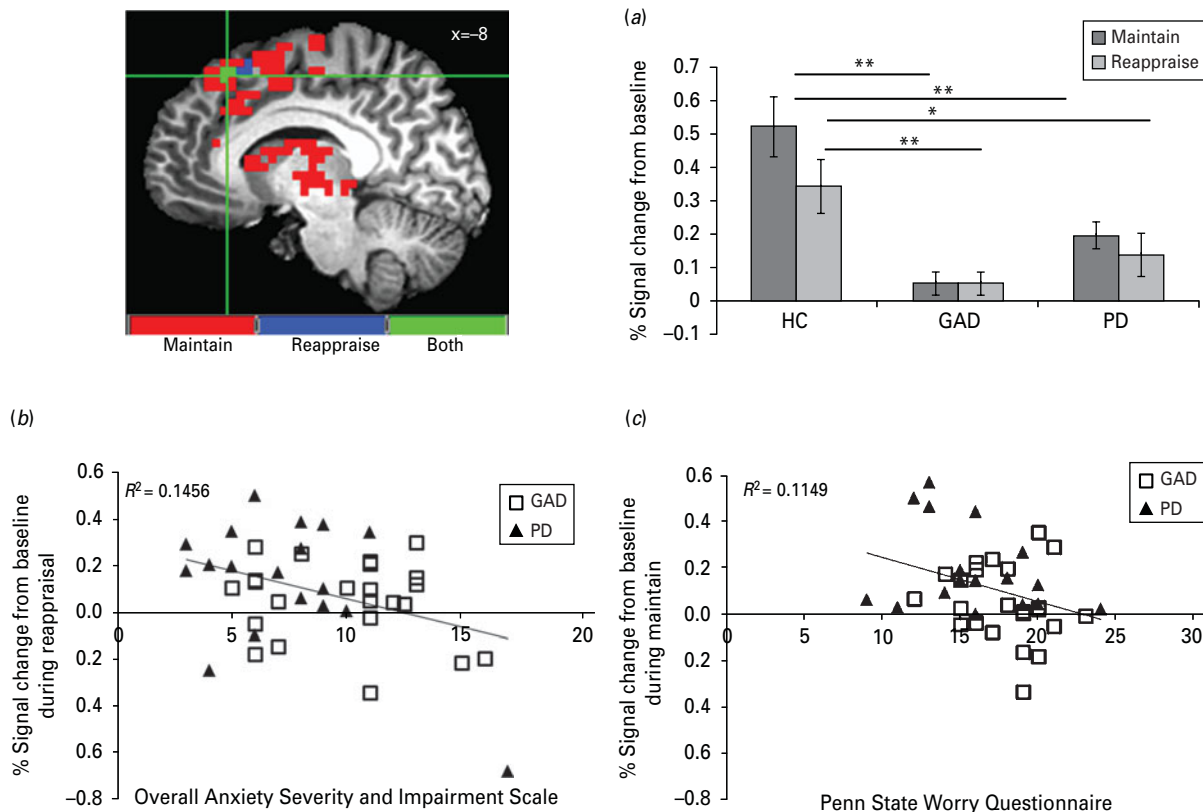 x=–8
Maintain Reappraise Both
(a)
Maintain
Reappraise
% Signal change from baseline
0.7
0.6
0.5
0.4
0.3
0.2
0.1
0
–0.1
**
**
*
**
HC GAD PD
(b)
% Signal change from baseline
during reappraisal
0.6
0.4
0.2
0.0
0.2
0.4
0.6
–0.8
R² = 0.1456
GAD
PD
0 5 10 15 20
Overall Anxiety Severity and Impairment Scale
(c)
% Signal change from baseline
during maintain
0.6
0.4
0.2
0.0
0.2
0.4
0.6
–0.8
R² = 0.1149
GAD
PD
0 5 10 15 20 25 30
Penn State Worry Questionnaire